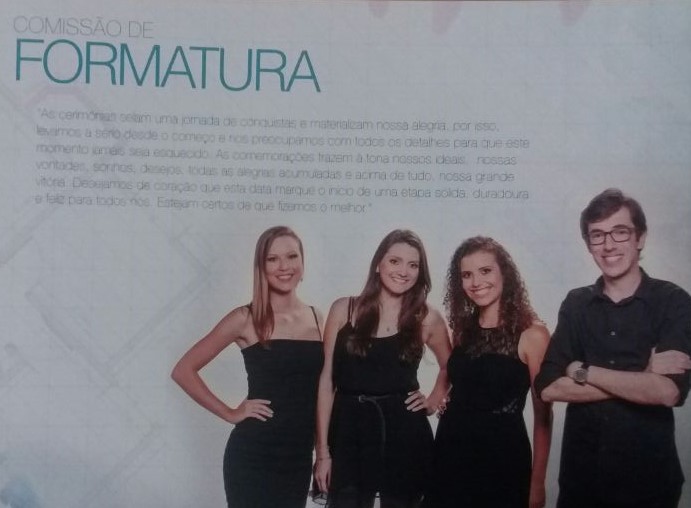 COMISSÃO DE
FORMATURA
"As cerimônias selam uma jornada de conquistas e materializam nossa alegria, por isso,
levamos a sério desde o começo e nos preocupamos com todos os detalhes para que este
momento jamais seja esquecido. As comemorações trazem à tona nossos ideais, nossas
vontades, sonhos, desejos, todas as alegrias acumuladas e acima de tudo, nossa grande
vitória. Desejamos de coração que esta data marque o início de uma etapa sólida, duradoura
e feliz para todos nós. Estejam certos de que fizemos o melhor."